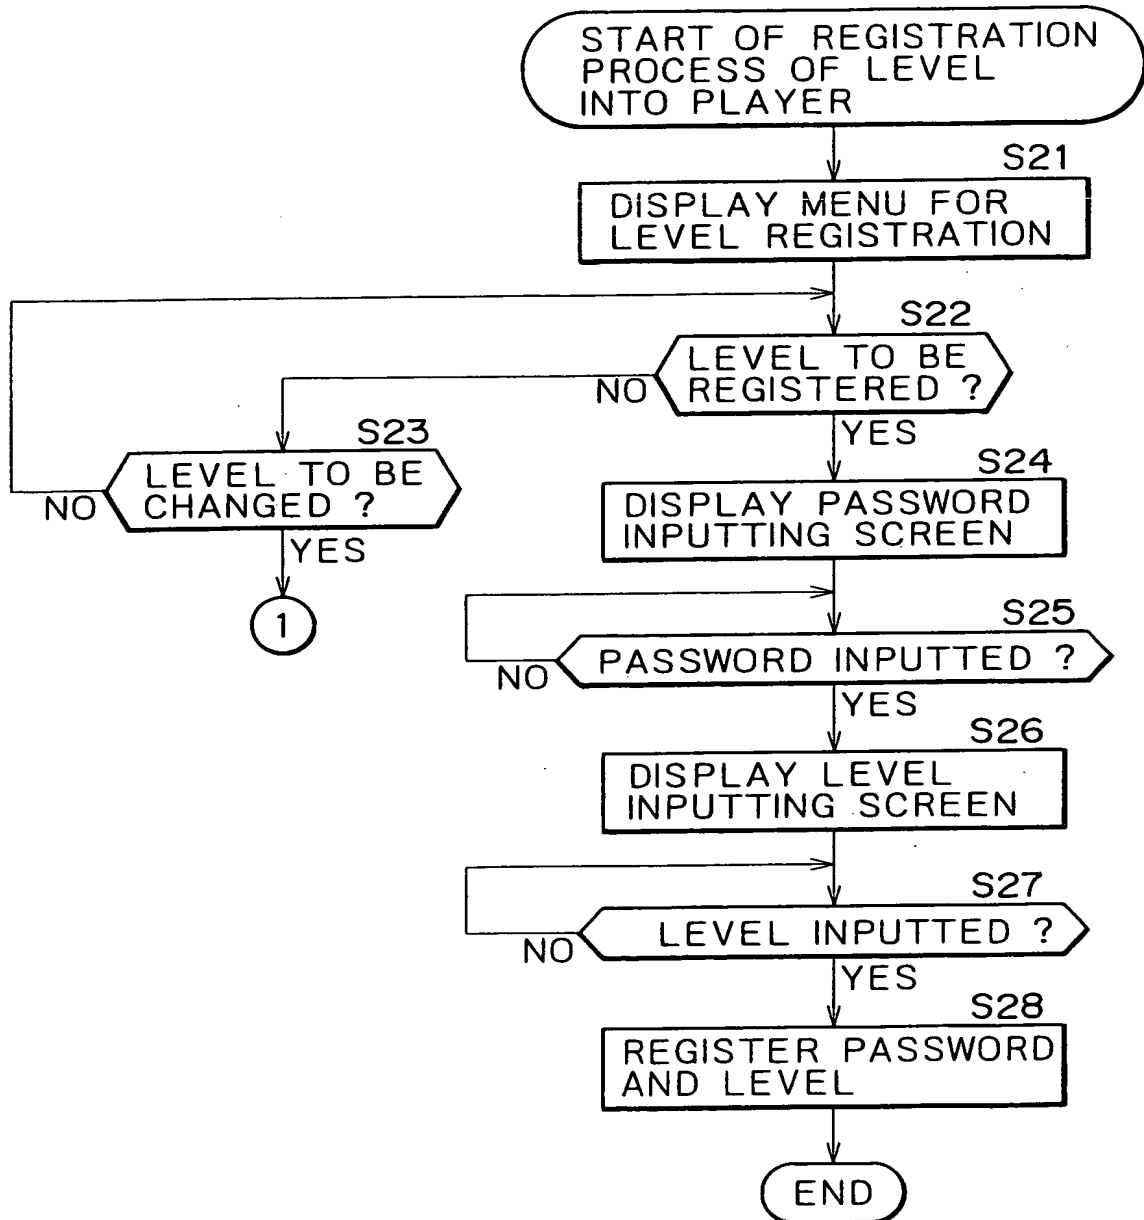 START OF REGISTRATION
PROCESS OF LEVEL
INTO PLAYER
S21
DISPLAY MENU FOR
LEVEL REGISTRATION
S22
LEVEL TO BE
REGISTERED ?
NO
YES
S23
LEVEL TO BE
CHANGED ?
NO
YES
1
S24
DISPLAY PASSWORD
INPUTTING SCREEN
S25
PASSWORD INPUTTED ?
NO
YES
S26
DISPLAY LEVEL
INPUTTING SCREEN
S27
LEVEL INPUTTED ?
NO
YES
S28
REGISTER PASSWORD
AND LEVEL
END